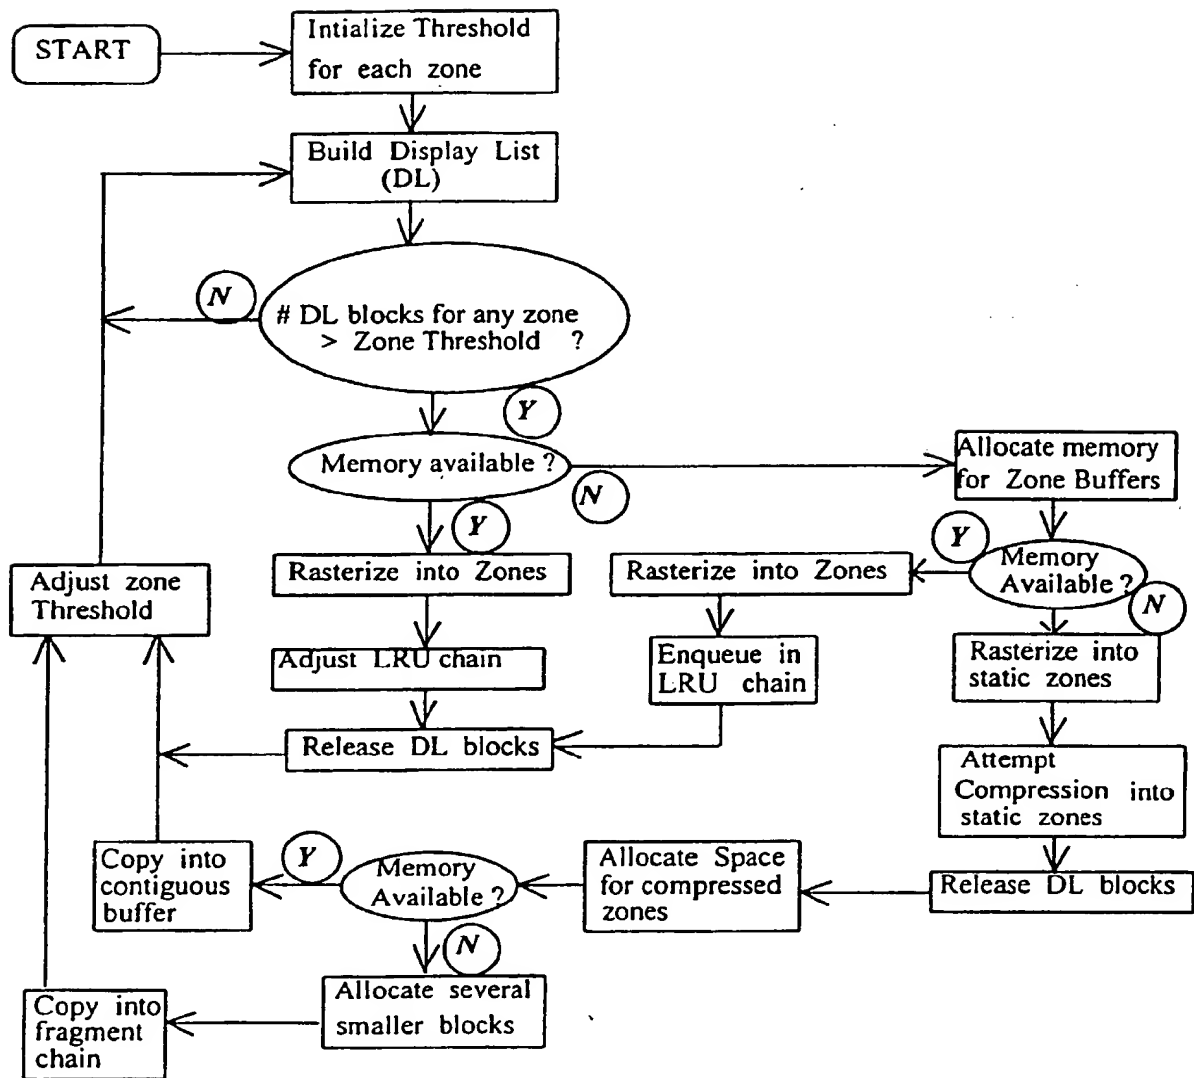 START
Intialize Threshold
for each zone
Build Display List
(DL)
N
# DL blocks for any zone
> Zone Threshold ?
Y
Memory available ?
N
Y
Allocate memory
for Zone Buffers
Y
Memory
Available ?
N
Rasterize into Zones
Rasterize into Zones
Adjust zone
Threshold
Adjust LRU chain
Enqueue in
LRU chain
Rasterize into
static zones
Release DL blocks
Attempt
Compression into
static zones
Copy into
contiguous
buffer
Y
Memory
Available ?
N
Allocate Space
for compressed
zones
Release DL blocks
Copy into
fragment
chain
Allocate several
smaller blocks